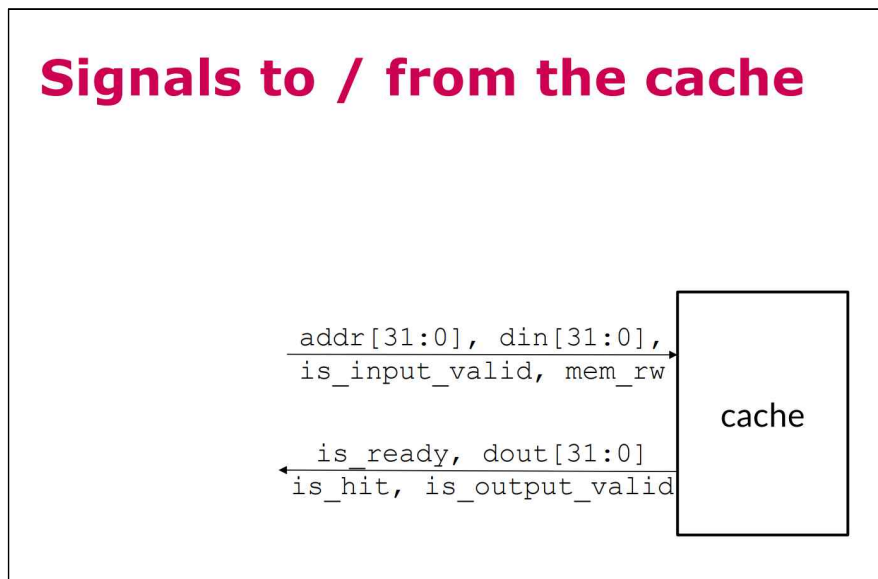 Signals to / from the cache
addr[31:0], din[31:0],
is_input_valid, mem_rw
cache
is_ready, dout[31:0]
is_hit, is_output_valid